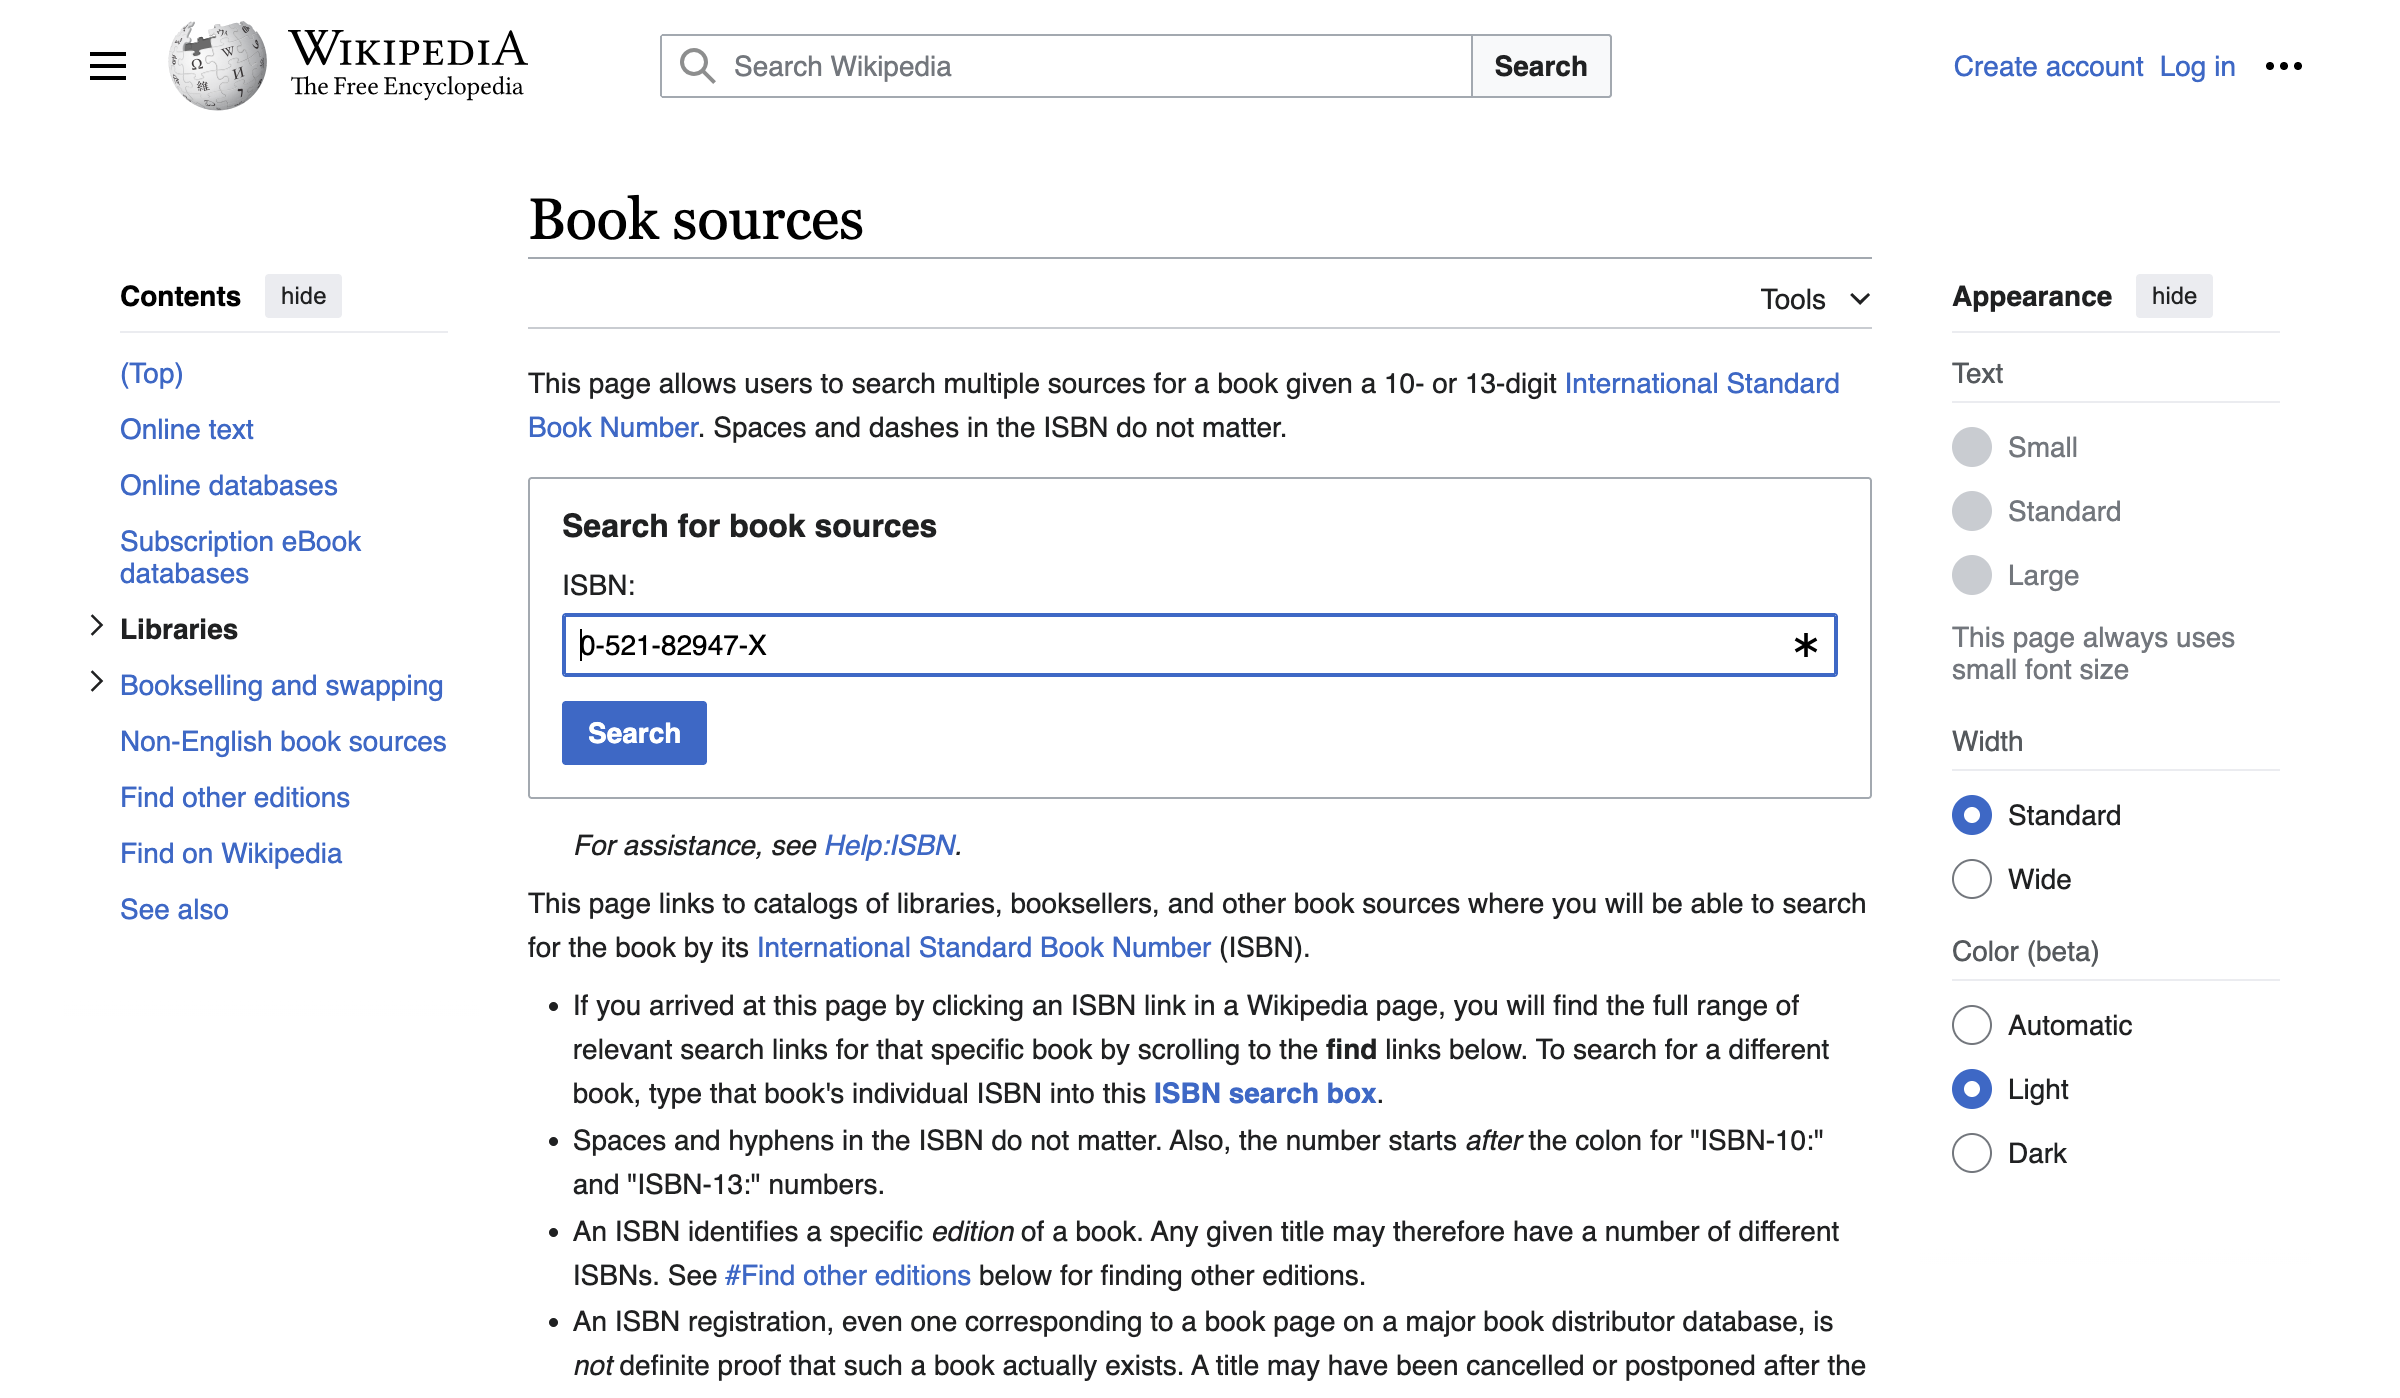 WIKIPEDIA
The Free Encyclopedia
Search Wikipedia
Search
Create account Log in
Book sources
Contents hide
(Top)
Online text
Online databases
Subscription eBook
databases
Libraries
Bookselling and swapping
Non-English book sources
Find other editions
Find on Wikipedia
See also
Tools
This page allows users to search multiple sources for a book given a 10- or 13-digit International Standard
Book Number. Spaces and dashes in the ISBN do not matter.
Search for book sources
ISBN:
0-521-82947-X
Search
For assistance, see Help:ISBN.
This page links to catalogs of libraries, booksellers, and other book sources where you will be able to search
for the book by its International Standard Book Number (ISBN).
• If you arrived at this page by clicking an ISBN link in a Wikipedia page, you will find the full range of
relevant search links for that specific book by scrolling to the find links below. To search for a different
book, type that book's individual ISBN into this ISBN search box.
• Spaces and hyphens in the ISBN do not matter. Also, the number starts after the colon for "ISBN-10:"
and "ISBN-13:" numbers.
• An ISBN identifies a specific edition of a book. Any given title may therefore have a number of different
ISBNs. See #Find other editions below for finding other editions.
• An ISBN registration, even one corresponding to a book page on a major book distributor database, is
not definite proof that such a book actually exists. A title may have been cancelled or postponed after the
Appearance hide
Text
Small
Standard
Large
This page always uses
small font size
Width
Standard
Wide
Color (beta)
Automatic
Light
Dark